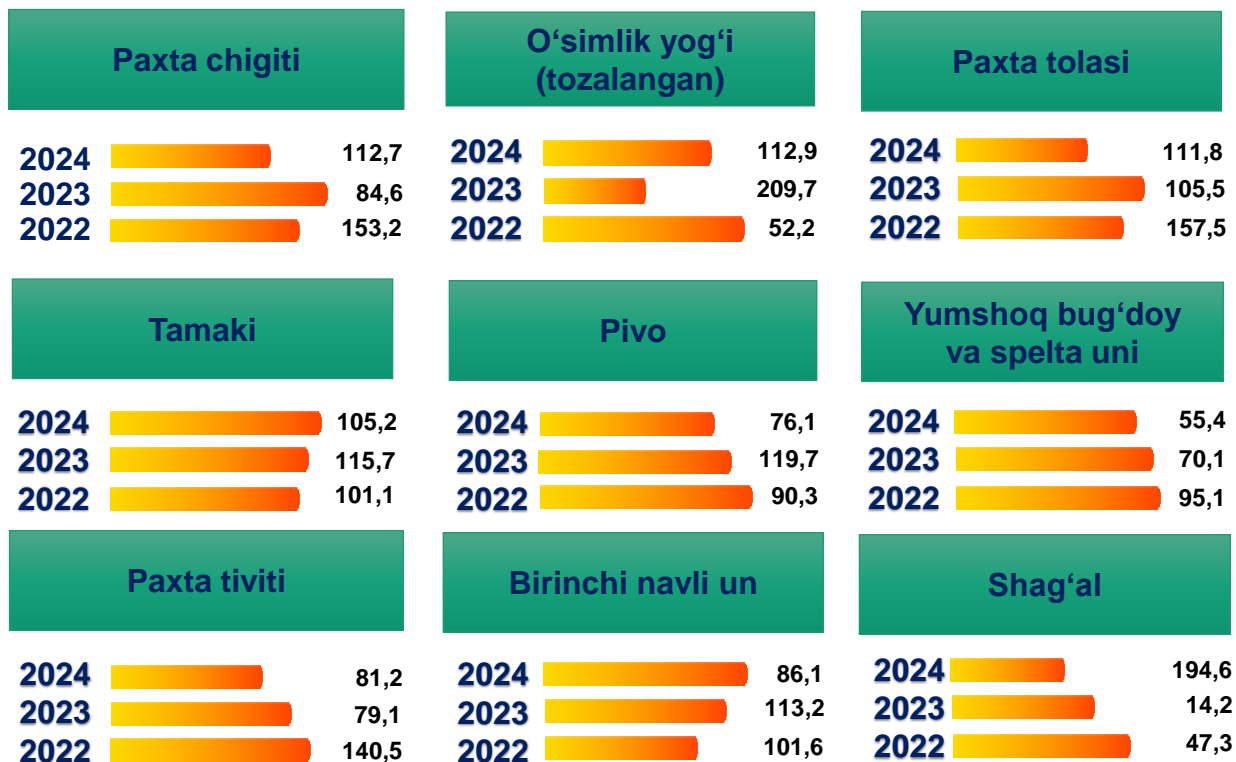 Paxta chigiti
2024 112,7
2023 84,6
2022 153,2
O‘simlik yog‘i
(tozalangan)
2024 112,9
2023 209,7
2022 52,2
Paxta tolasi
2024 111,8
2023 105,5
2022 157,5
Tamaki
2024 105,2
2023 115,7
2022 101,1
Pivo
2024 76,1
2023 119,7
2022 90,3
Yumshoq bug‘doy
va spelta uni
2024 55,4
2023 70,1
2022 95,1
Paxta tiviti
2024 81,2
2023 79,1
2022 140,5
Birinchi navli un
2024 86,1
2023 113,2
2022 101,6
Shag‘al
2024 194,6
2023 14,2
2022 47,3